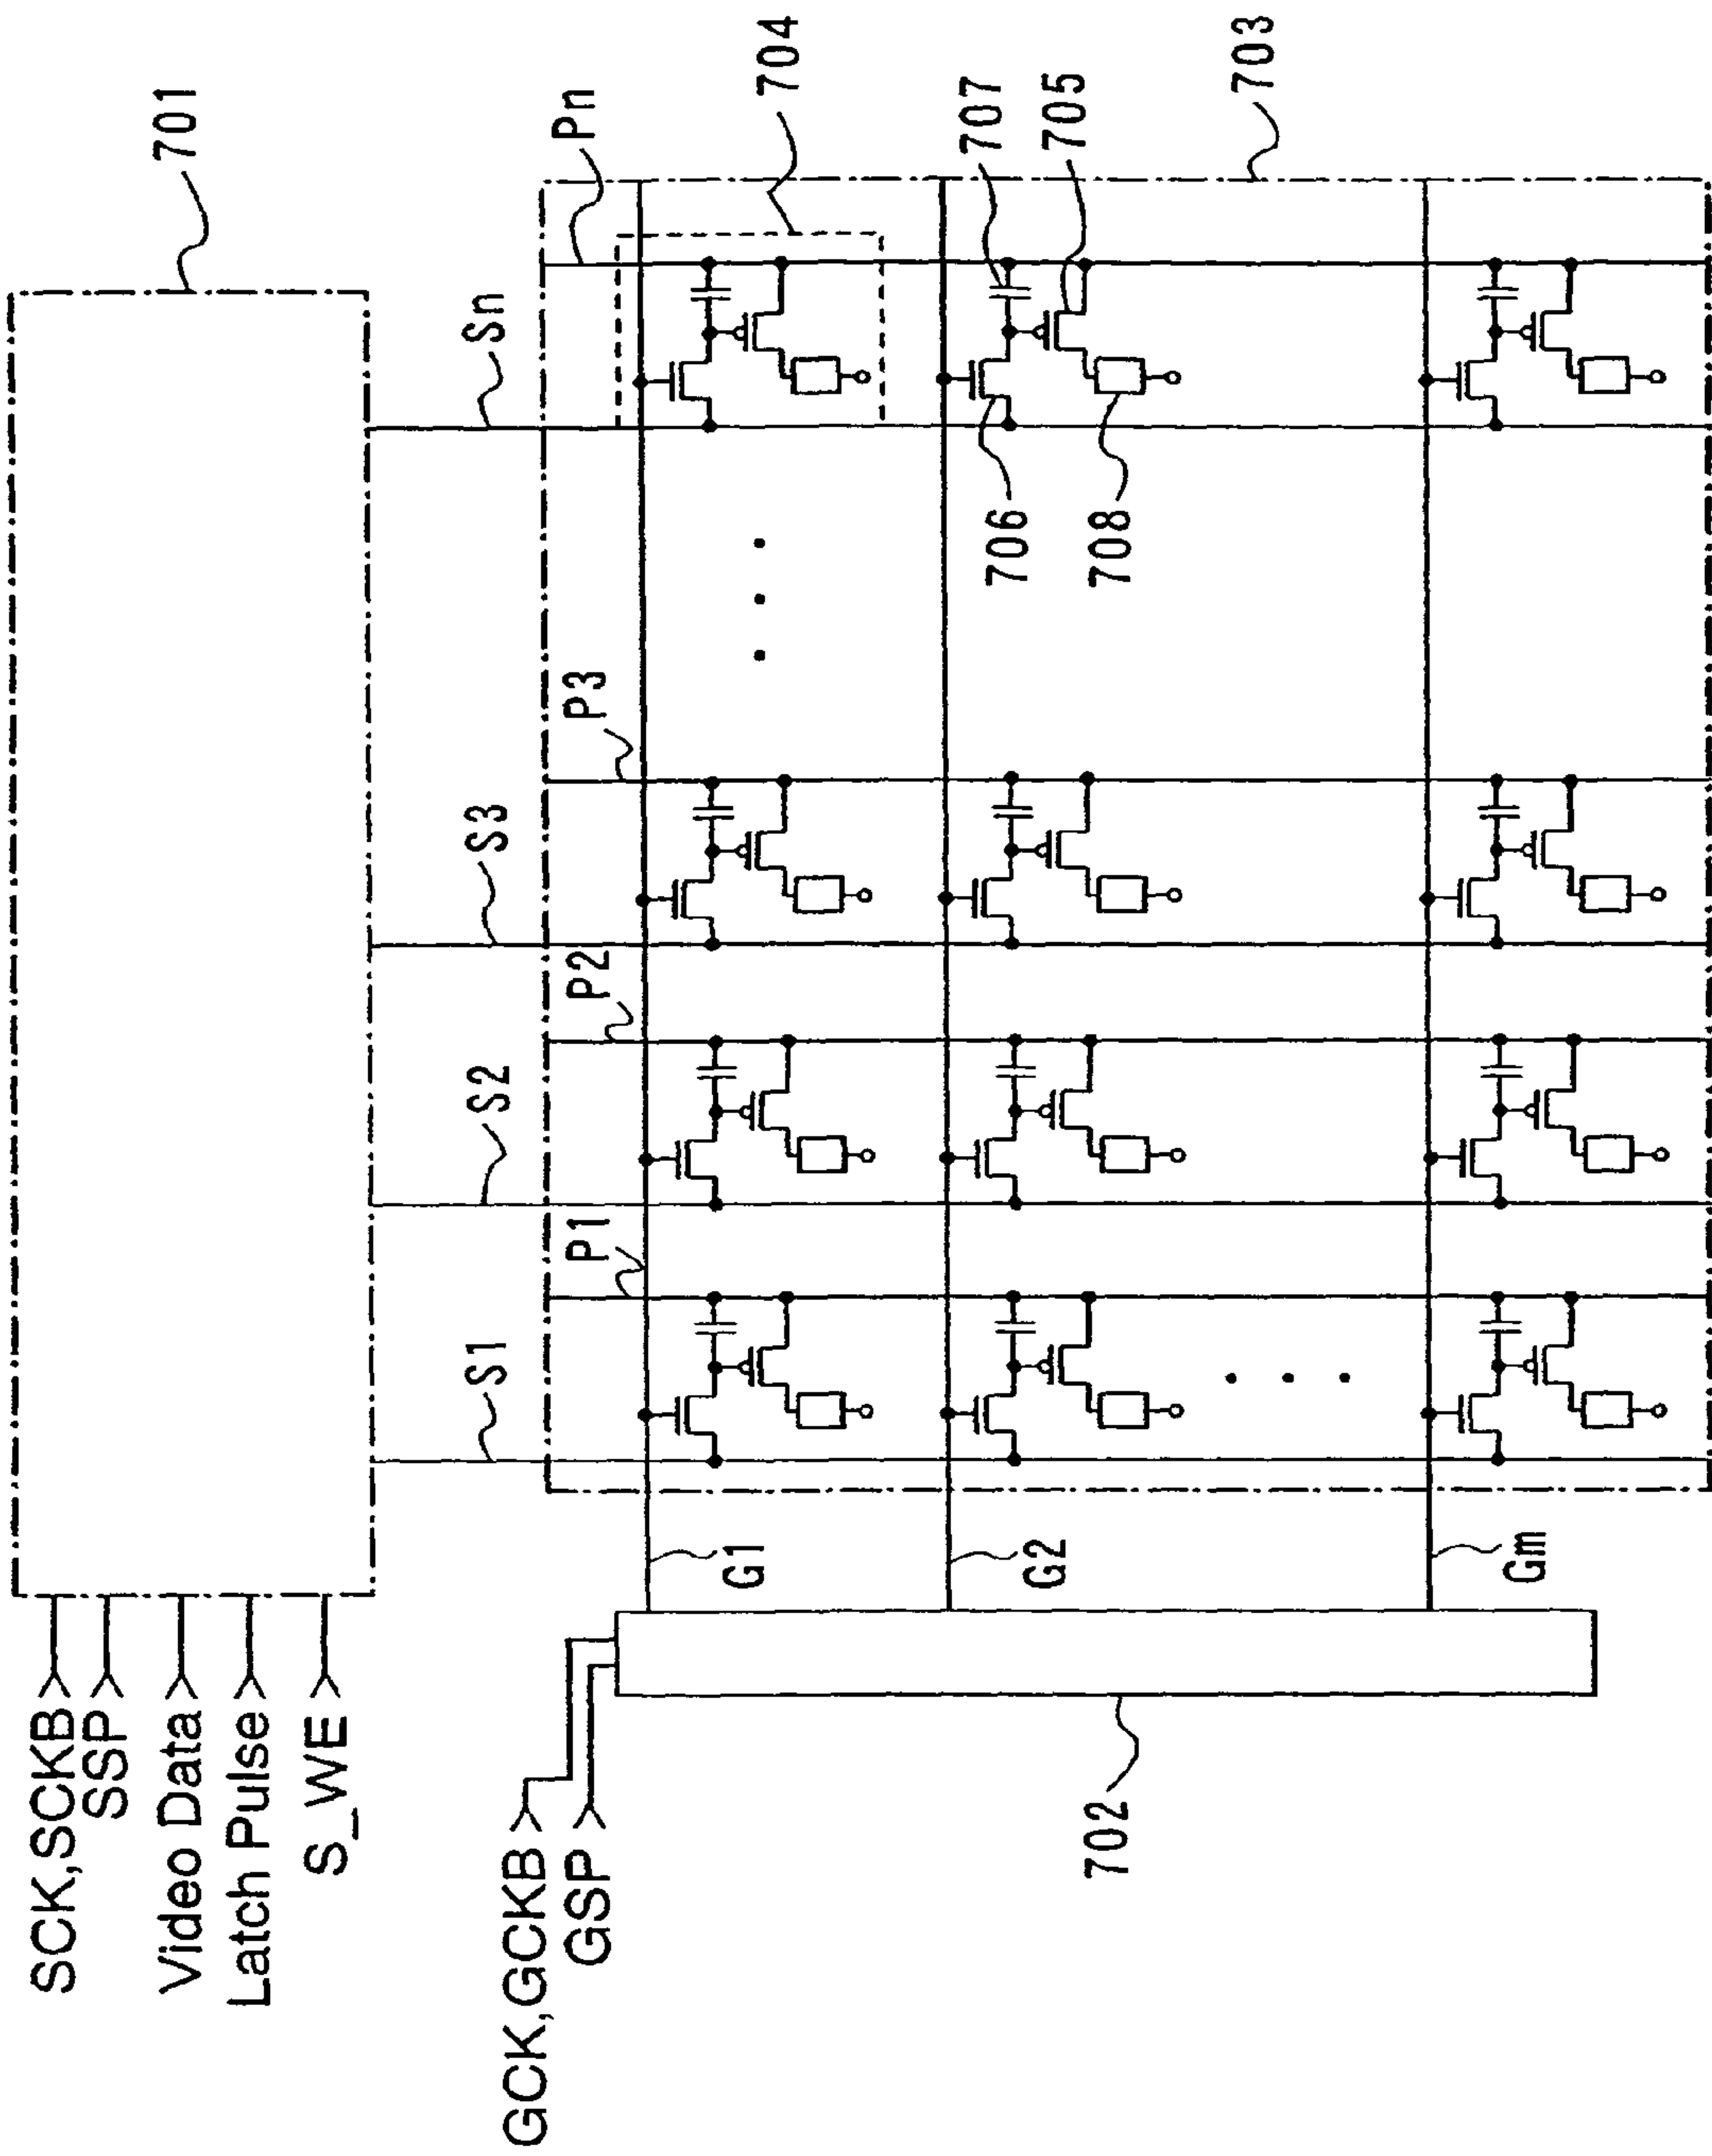 701
SCK,SCKB
SSP
Video Data
Latch Pulse
S_WE
S1
S2
S3
Sn
P1
P2
P3
Pn
704
GCK,GCKB
GSP
G1
G2
Gm
707
705
706
708
703
702